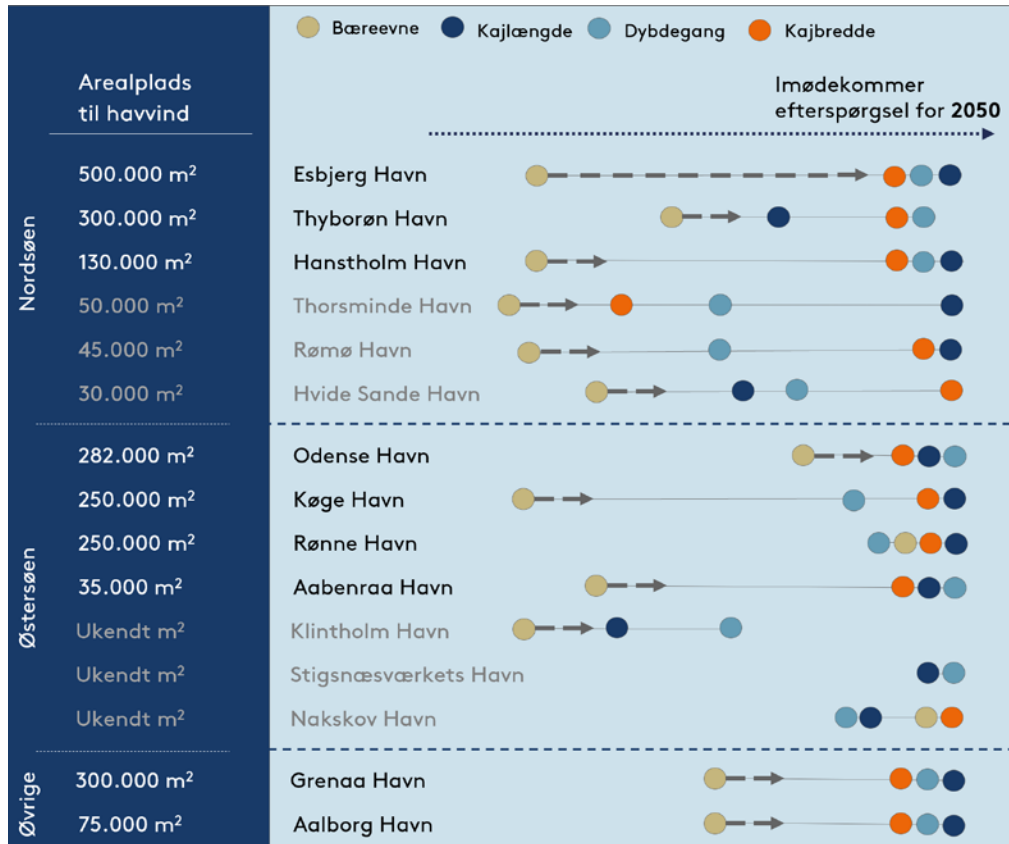 Bæreevne Kajlængde Dybdegang Kajbredde
Arealplads
til havvind
Imødekommer
efterspørgsel for 2050
Nordsøen
500.000 m² Esbjerg Havn
300.000 m² Thyborøn Havn
130.000 m² Hanstholm Havn
50.000 m² Thorsminde Havn
45.000 m² Rømø Havn
30.000 m² Hvide Sande Havn
Østersøen
282.000 m² Odense Havn
250.000 m² Køge Havn
250.000 m² Rønne Havn
35.000 m² Aabenraa Havn
Ukendt m² Klintholm Havn
Ukendt m² Stigsnæsværkets Havn
Ukendt m² Nakskov Havn
Øvrige
300.000 m² Grenaa Havn
75.000 m² Aalborg Havn